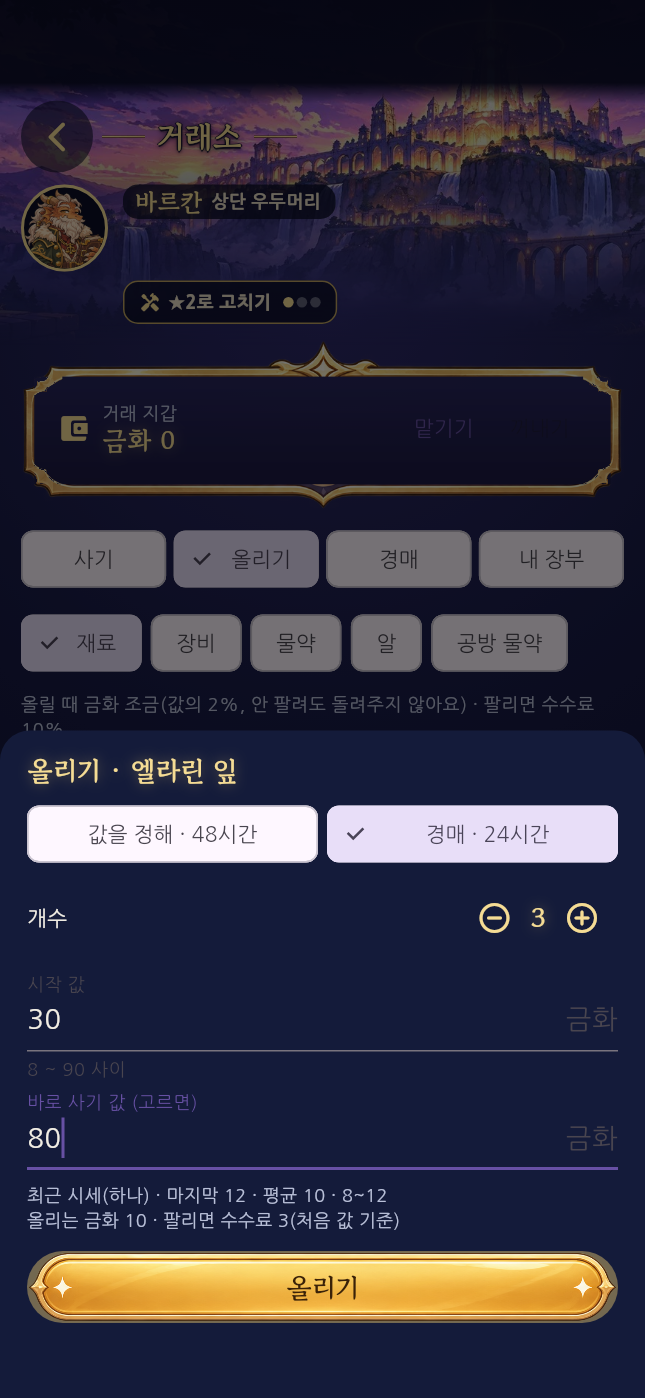 거래소
바르칸 상단 우두머리
★2로 고치기
거래 지갑
금화 0
맡기기
사기
올리기
경매
내 장부
재료
장비
물약
알
공방 물약
올릴 때 금화 조금(값의 2%, 안 팔려도 돌려주지 않아요) · 팔리면 수수료
10%
올리기 · 엘라린 잎
값을 정해 · 48시간
경매 · 24시간
개수
3
시작 값
30
금화
8 ~ 90 사이
바로 사기 값 (고르면)
80
금화
최근 시세(하나) · 마지막 12 · 평균 10 · 8~12
올리는 금화 10 · 팔리면 수수료 3(처음 값 기준)
올리기